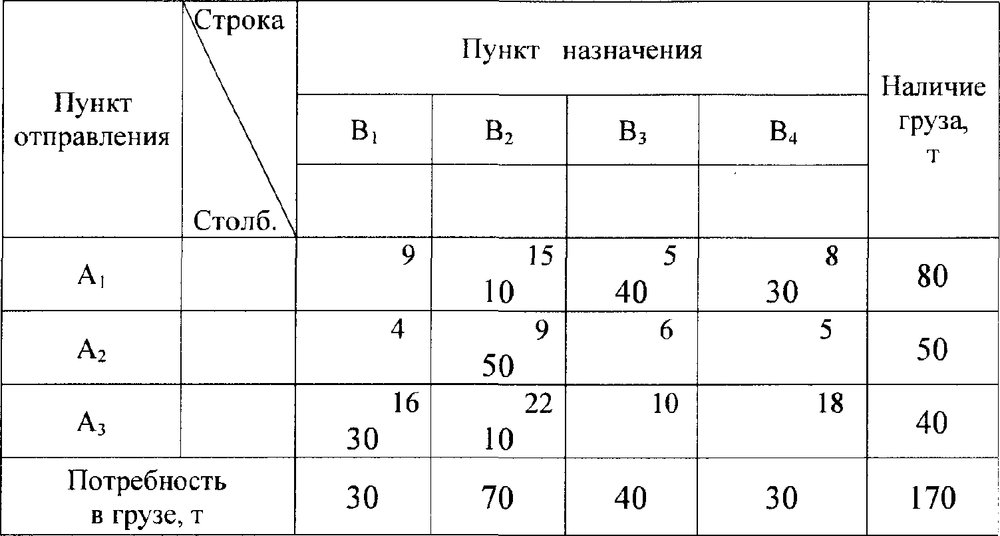 Строка
Пункт назначения
Наличие
груза,
т
Пункт
отправления
B₁ B₂ B₃ B₄
Столб.
A₁ 9 15 5 8
10 40 30 80
A₂ 4 9 6 5
50 50
A₃ 16 22 10 18
30 10 40
Потребность
в грузе, т
30 70 40 30 170